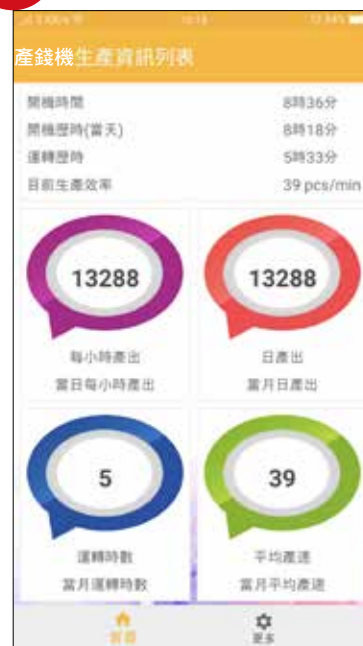 產錢機生產資訊列表
開機時間 8時36分
開機歷時(當天) 8時18分
運轉歷時 5時33分
目前生產效率 39 pcs/min
13288 13288
每小時產出 日產出
當日每小時產出 當月日產出
5 39
運轉時數 平均產速
當月運轉時數 當月平均產速
首頁 更多